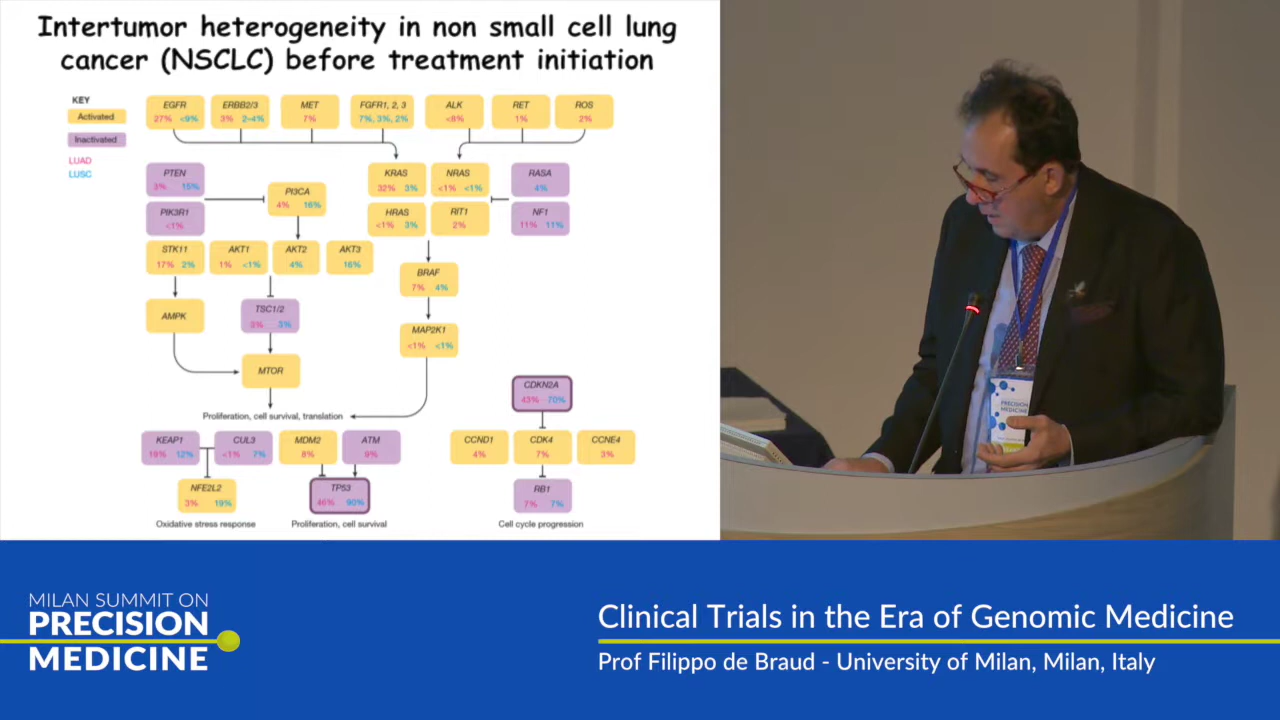 Intertumor heterogeneity in non small cell lung
cancer (NSCLC) before treatment initiation
KEY
Activated
Inactivated
LUAD
LUSC
EGFR
27% <9%
ERBB2/3
3% 2–4%
MET
7%
FGFR1, 2, 3
7%, 3%, 2%
ALK
<8%
RET
1%
ROS
2%
PTEN
3% 15%
PIK3R1
<1%
PI3CA
4% 16%
KRAS
32% 3%
NRAS
<1% <1%
HRAS
<1% 3%
RIT1
2%
RASA
4%
NF1
11% 11%
STK11
17% 2%
AKT1
1% <1%
AKT2
4%
AKT3
16%
BRAF
7% 4%
AMPK
TSC1/2
3%
MAP2K1
<1% <1%
MTOR
Proliferation, cell survival, translation
CDKN2A
43% 70%
KEAP1
19% 12%
CUL3
<1% 7%
MDM2
8%
ATM
9%
CCND1
4%
CDK4
7%
CCNE4
3%
NFE2L2
3% 19%
TP53
46% 90%
RB1
7% 7%
Oxidative stress response
Proliferation, cell survival
Cell cycle progression
PRECISION
MEDICINE
MILAN SUMMIT ON
PRECISION
MEDICINE
Clinical Trials in the Era of Genomic Medicine
Prof Filippo de Braud - University of Milan, Milan, Italy